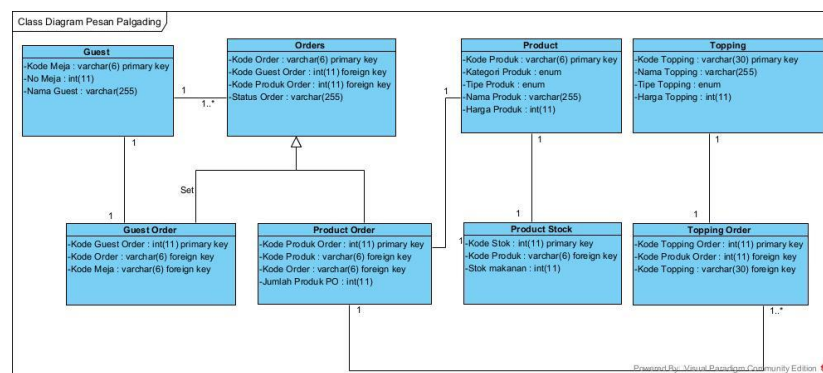 Class Diagram Pesan Palgading
Guest
-Kode Meja : varchar(6) primary key
-No Meja : int(11)
-Nama Guest : varchar(255)
Orders
-Kode Order : varchar(6) primary key
-Kode Guest Order : int(11) foreign key
-Kode Produk Order : int(11) foreign key
-Status Order : varchar(255)
Product
-Kode Produk : varchar(6) primary key
-Kategori Produk : enum
-Tipe Produk : enum
-Nama Produk : varchar(255)
-Harga Produk : int(11)
Topping
-Kode Topping : varchar(30) primary key
-Nama Topping : varchar(255)
-Tipe Topping : enum
-Harga Topping : int(11)
1
1..*
1
1
1
1
Set
1
1
1
1
Guest Order
-Kode Guest Order : int(11) primary key
-Kode Order : varchar(6) foreign key
-Kode Meja : varchar(6) foreign key
Product Order
-Kode Produk Order : int(11) primary key
-Kode Produk : varchar(6) foreign key
-Kode Order : varchar(6) foreign key
-Jumlah Produk PO : int(11)
Product Stock
-Kode Stok : int(11) primary key
-Kode Produk : varchar(6) foreign key
-Stok makanan : int(11)
Topping Order
-Kode Topping Order : int(11) primary key
-Kode Produk Order : int(11) foreign key
-Kode Topping : varchar(30) foreign key
1
1..*
Powered By: Visual Paradigm Community Edition